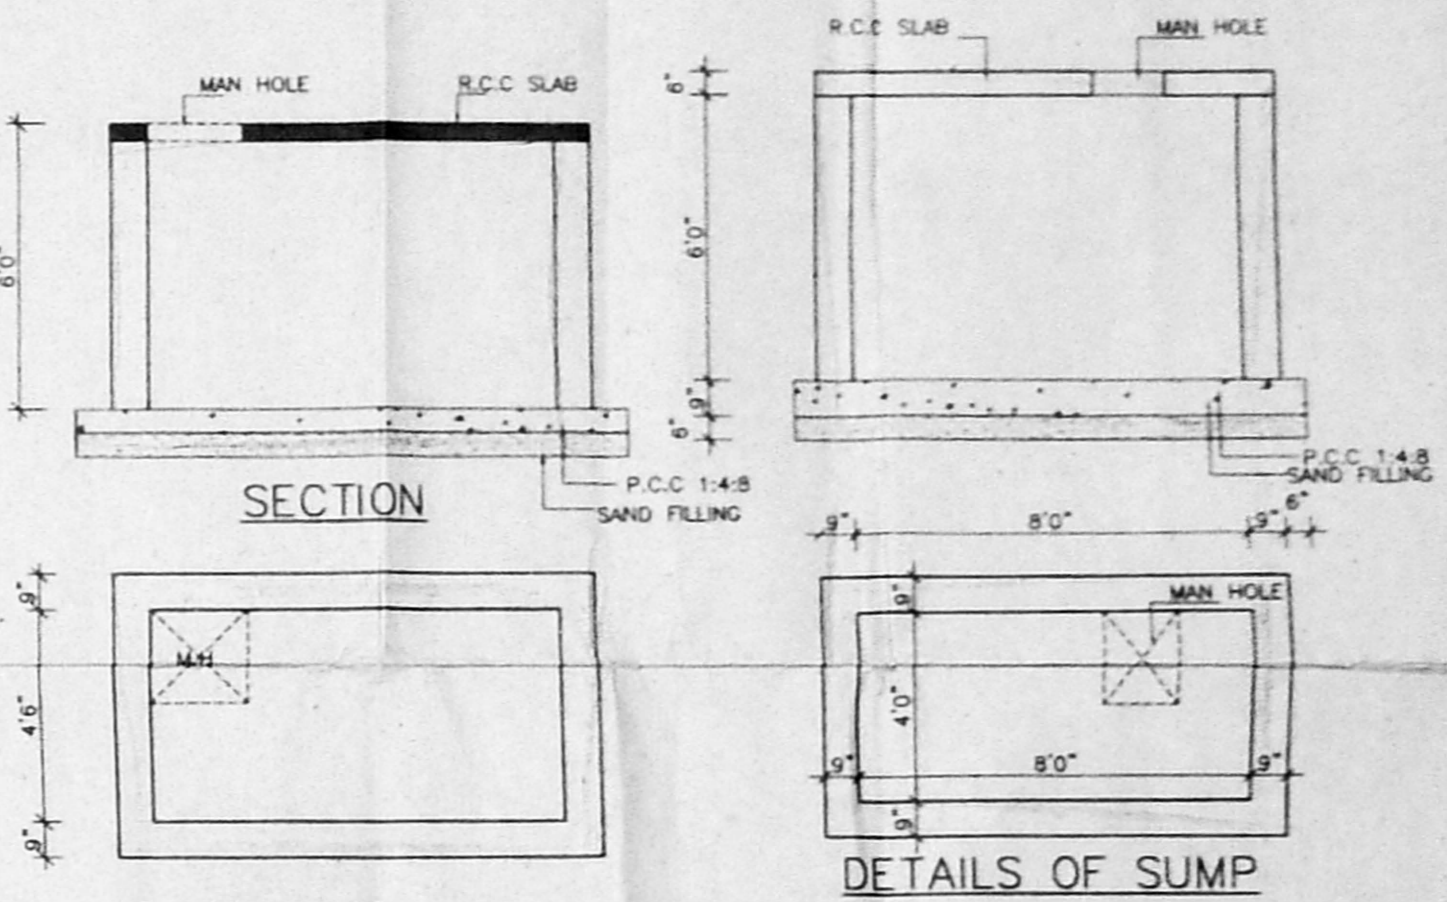 MAN HOLE
R.C.C SLAB
6'0"
P.C.C 1:4:8
SAND FILLING
SECTION
9"
4'6"
9"
M.H
R.C.C SLAB
MAN HOLE
6"
6'0"
9"
6"
P.C.C 1:4:8
SAND FILLING
9"
8'0"
9"
6"
MAN HOLE
9"
4'0"
9"
8'0"
9"
9"
DETAILS OF SUMP